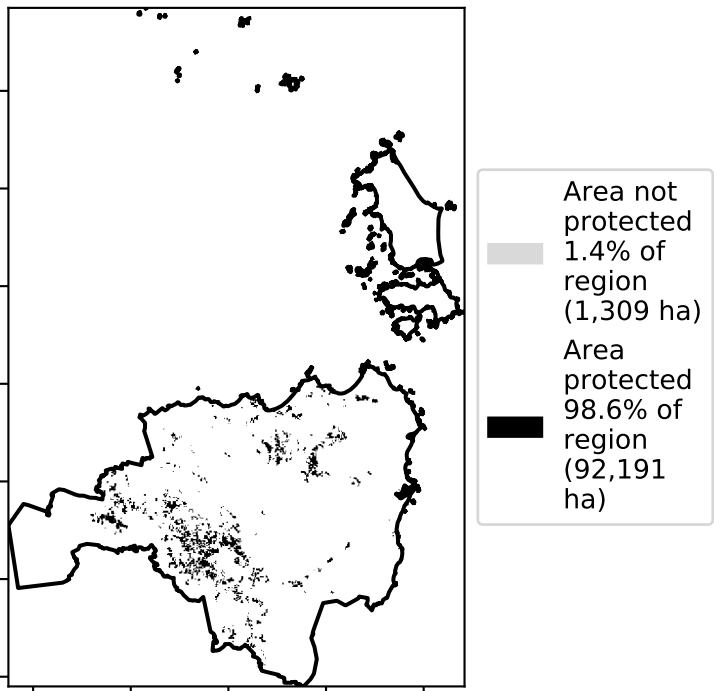 Area not
protected
1.4% of
region
(1,309 ha)
Area
protected
98.6% of
region
(92,191
ha)